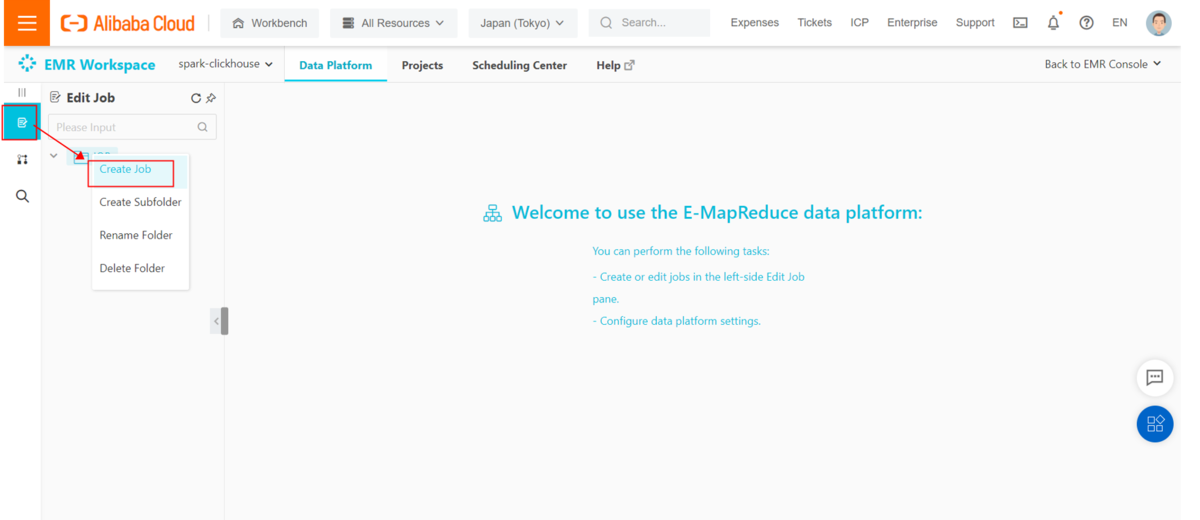 Alibaba Cloud
Workbench
All Resources
Japan (Tokyo)
Search...
Expenses
Tickets
ICP
Enterprise
Support
EN
EMR Workspace
spark-clickhouse
Data Platform
Projects
Scheduling Center
Help
Back to EMR Console
Edit Job
Please Input
Create Job
Create Subfolder
Rename Folder
Delete Folder
Welcome to use the E-MapReduce data platform:
You can perform the following tasks:
- Create or edit jobs in the left-side Edit Job
pane.
- Configure data platform settings.